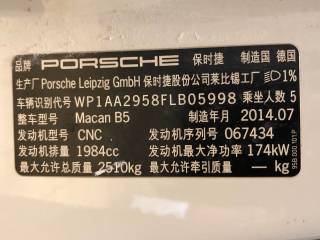 品牌 PORSCHE 保时捷 制造国 德国
生产厂 Porsche Leipzig GmbH 保时捷股份公司莱比锡工厂 1%
车辆识别代号 WP1AA2958FLB05998 乘坐人数 5
整车型号 Macan B5 制造年月 2014.07
发动机型号 CNC 发动机序列号 067434
发动机排量 1984cc 发动机最大净功率 174kW
最大允许总质量 2510kg 最大允许牵引质量 — kg
95B 000 101 P